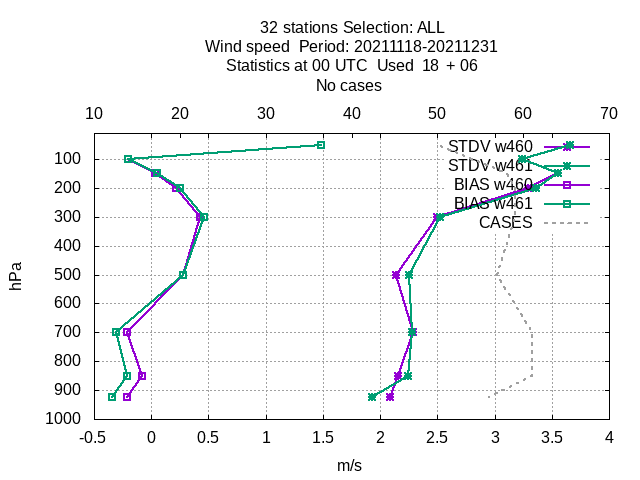 32 stations Selection: ALL
Wind speed  Period: 20211118-20211231
Statistics at 00 UTC  Used  18  + 06
No cases
10 20 30 40 50 60 70
STDV w460
STDV w461
BIAS w460
BIAS w461
CASES
100
200
300
400
500
600
700
800
900
1000
hPa
-0.5 0 0.5 1 1.5 2 2.5 3 3.5 4
m/s